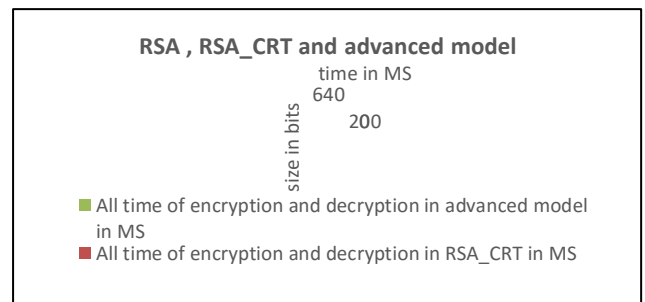 RSA , RSA_CRT and advanced model
time in MS
640
200
size in bits
All time of encryption and decryption in advanced model
in MS
All time of encryption and decryption in RSA_CRT in MS